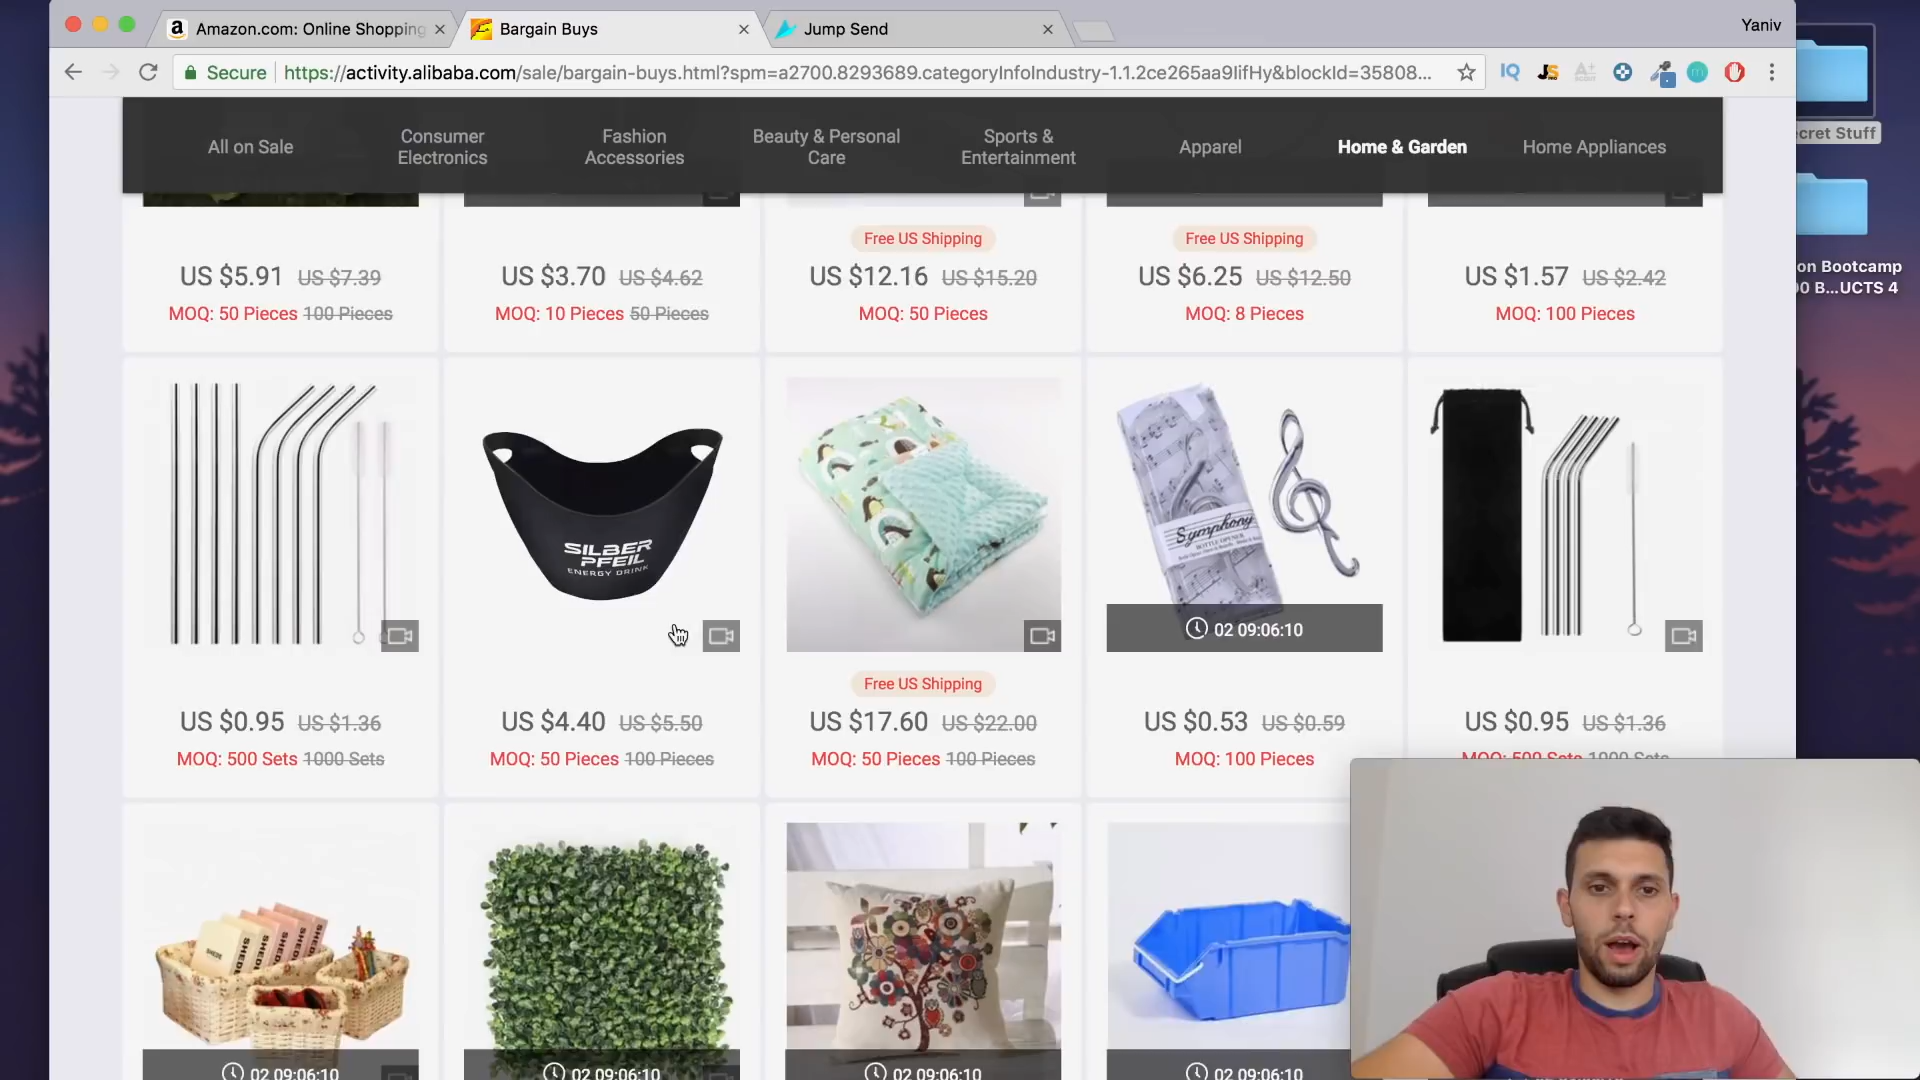 Amazon.com: Online Shopping
Bargain Buys
Jump Send
Yaniv
Secure
https://activity.alibaba.com/sale/bargain-buys.html?spm=a2700.8293689.categoryInfoIndustry-1.1.2ce265aa9IifHy&blockId=35808...
All on Sale
Consumer
Electronics
Fashion
Accessories
Beauty & Personal
Care
Sports &
Entertainment
Apparel
Home & Garden
Home Appliances
ecret Stuff
on Bootcamp
00 B...UCTS 4
Free US Shipping
Free US Shipping
US $5.91 US $7.39
US $3.70 US $4.62
US $12.16 US $15.20
US $6.25 US $12.50
US $1.57 US $2.42
MOQ: 50 Pieces 100 Pieces
MOQ: 10 Pieces 50 Pieces
MOQ: 50 Pieces
MOQ: 8 Pieces
MOQ: 100 Pieces
SILBER
PFEIL
ENERGY DRINK
Symphony
BOTTLE OPENER
02 09:06:10
Free US Shipping
US $0.95 US $1.36
US $4.40 US $5.50
US $17.60 US $22.00
US $0.53 US $0.59
US $0.95 US $1.36
MOQ: 500 Sets 1000 Sets
MOQ: 50 Pieces 100 Pieces
MOQ: 50 Pieces 100 Pieces
MOQ: 100 Pieces
MOQ: 500 Sets 1000 Sets
SHEDE
SHEDE
SHEDE
SHEDE
02 09:06:10
02 09:06:10
02 09:06:10
02 09:06:10